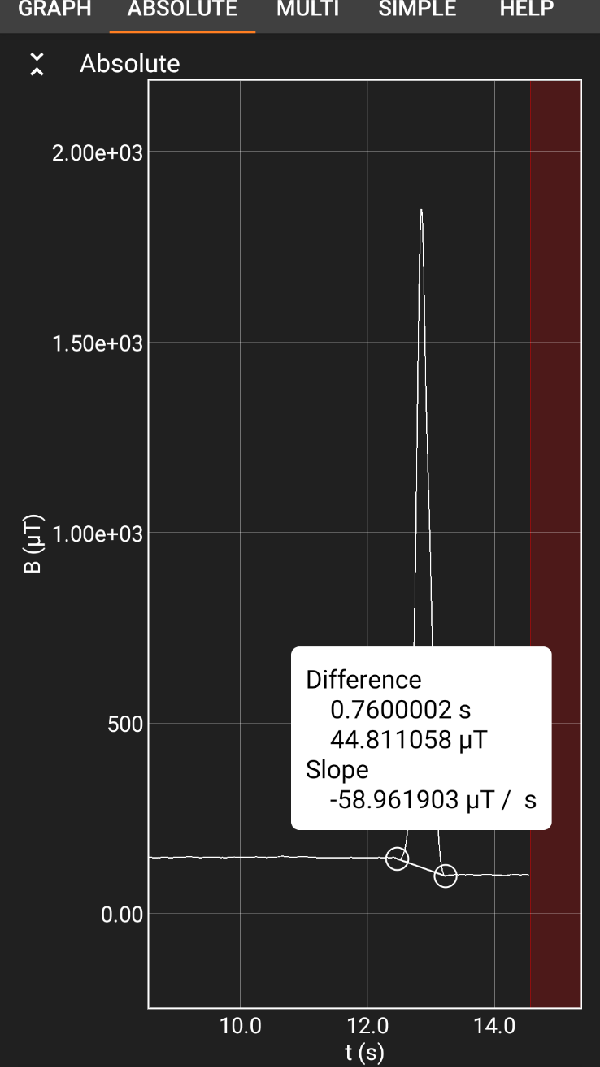 GRAPH ABSOLUTE MULTI SIMPLE HELP
Absolute
2.00e+03
1.50e+03
1.00e+03
500
0.00
B (µT)
Difference
0.7600002 s
44.811058 µT
Slope
-58.961903 µT / s
10.0 12.0 14.0
t (s)